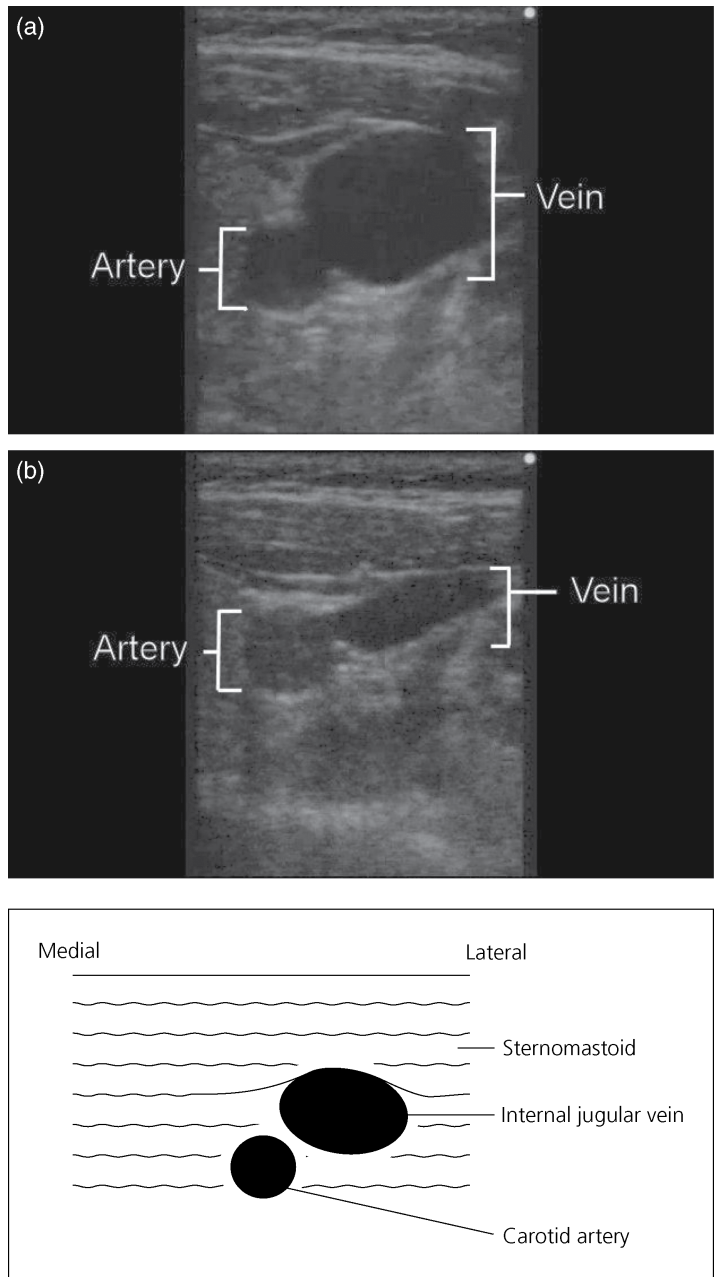 (a)
Vein
Artery
(b)
Vein
Artery
Medial
Lateral
Sternomastoid
Internal jugular vein
Carotid artery